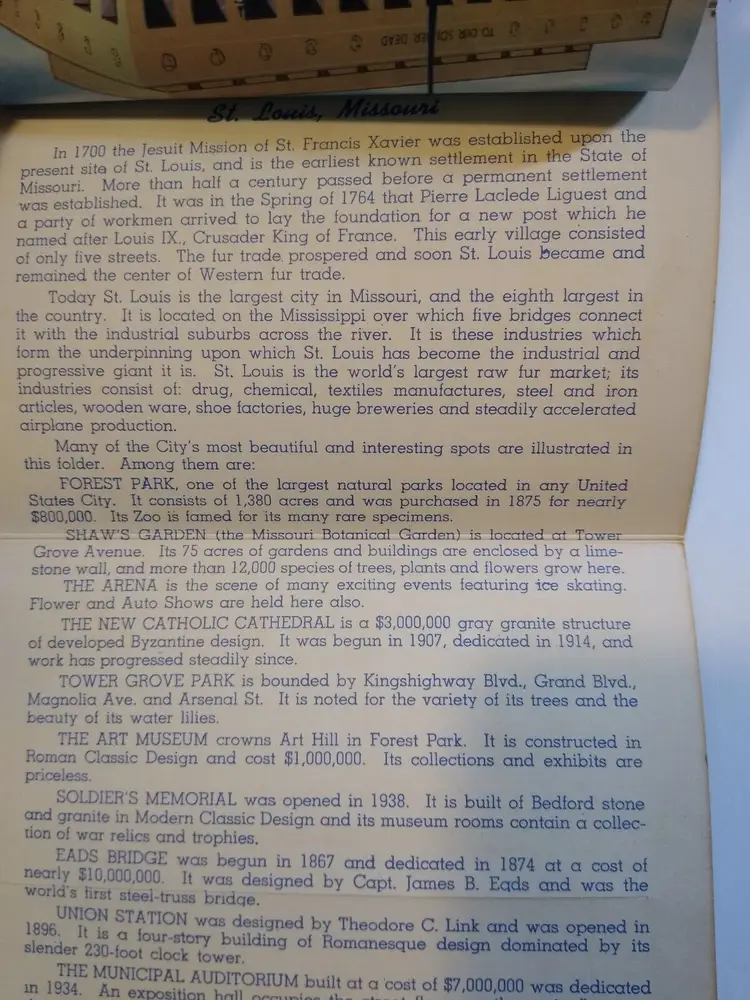 TO OUR SOLDIER DEAD
St. Louis, Missouri
In 1700 the Jesuit Mission of St. Francis Xavier was established upon the
present site of St. Louis, and is the earliest known settlement in the State of
Missouri. More than half a century passed before a permanent settlement
was established. It was in the Spring of 1764 that Pierre Laclede Liguest and
a party of workmen arrived to lay the foundation for a new post which he
named after Louis IX., Crusader King of France. This early village consisted
of only five streets. The fur trade prospered and soon St. Louis became and
remained the center of Western fur trade.
Today St. Louis is the largest city in Missouri, and the eighth largest in
the country. It is located on the Mississippi over which five bridges connect
it with the industrial suburbs across the river. It is these industries which
form the underpinning upon which St. Louis has become the industrial and
progressive giant it is. St. Louis is the world's largest raw fur market; its
industries consist of: drug, chemical, textiles manufactures, steel and iron
articles, wooden ware, shoe factories, huge breweries and steadily accelerated
airplane production.
Many of the City's most beautiful and interesting spots are illustrated in
this folder. Among them are:
FOREST PARK, one of the largest natural parks located in any United
States City. It consists of 1,380 acres and was purchased in 1875 for nearly
$800,000. Its Zoo is famed for its many rare specimens.
SHAW'S GARDEN (the Missouri Botanical Garden) is located at Tower
Grove Avenue. Its 75 acres of gardens and buildings are enclosed by a lime-
stone wall, and more than 12,000 species of trees, plants and flowers grow here.
THE ARENA is the scene of many exciting events featuring ice skating.
Flower and Auto Shows are held here also.
THE NEW CATHOLIC CATHEDRAL is a $3,000,000 gray granite structure
of developed Byzantine design. It was begun in 1907, dedicated in 1914, and
work has progressed steadily since.
TOWER GROVE PARK is bounded by Kingshighway Blvd., Grand Blvd.,
Magnolia Ave. and Arsenal St. It is noted for the variety of its trees and the
beauty of its water lilies.
THE ART MUSEUM crowns Art Hill in Forest Park. It is constructed in
Roman Classic Design and cost $1,000,000. Its collections and exhibits are
priceless.
SOLDIER'S MEMORIAL was opened in 1938. It is built of Bedford stone
and granite in Modern Classic Design and its museum rooms contain a collec-
tion of war relics and trophies.
EADS BRIDGE was begun in 1867 and dedicated in 1874 at a cost of
nearly $10,000,000. It was designed by Capt. James B. Eads and was the
world's first steel-truss bridge.
UNION STATION was designed by Theodore C. Link and was opened in
1896. It is a four-story building of Romanesque design dominated by its
slender 230-foot clock tower.
THE MUNICIPAL AUDITORIUM built at a cost of $7,000,000 was dedicated
in 1934. An exposition hall occupies the street